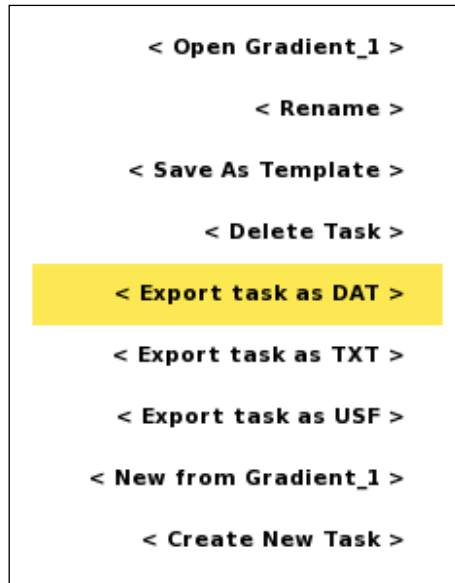 < Open Gradient_1 >
< Rename >
< Save As Template >
< Delete Task >
< Export task as DAT >
< Export task as TXT >
< Export task as USF >
< New from Gradient_1 >
< Create New Task >